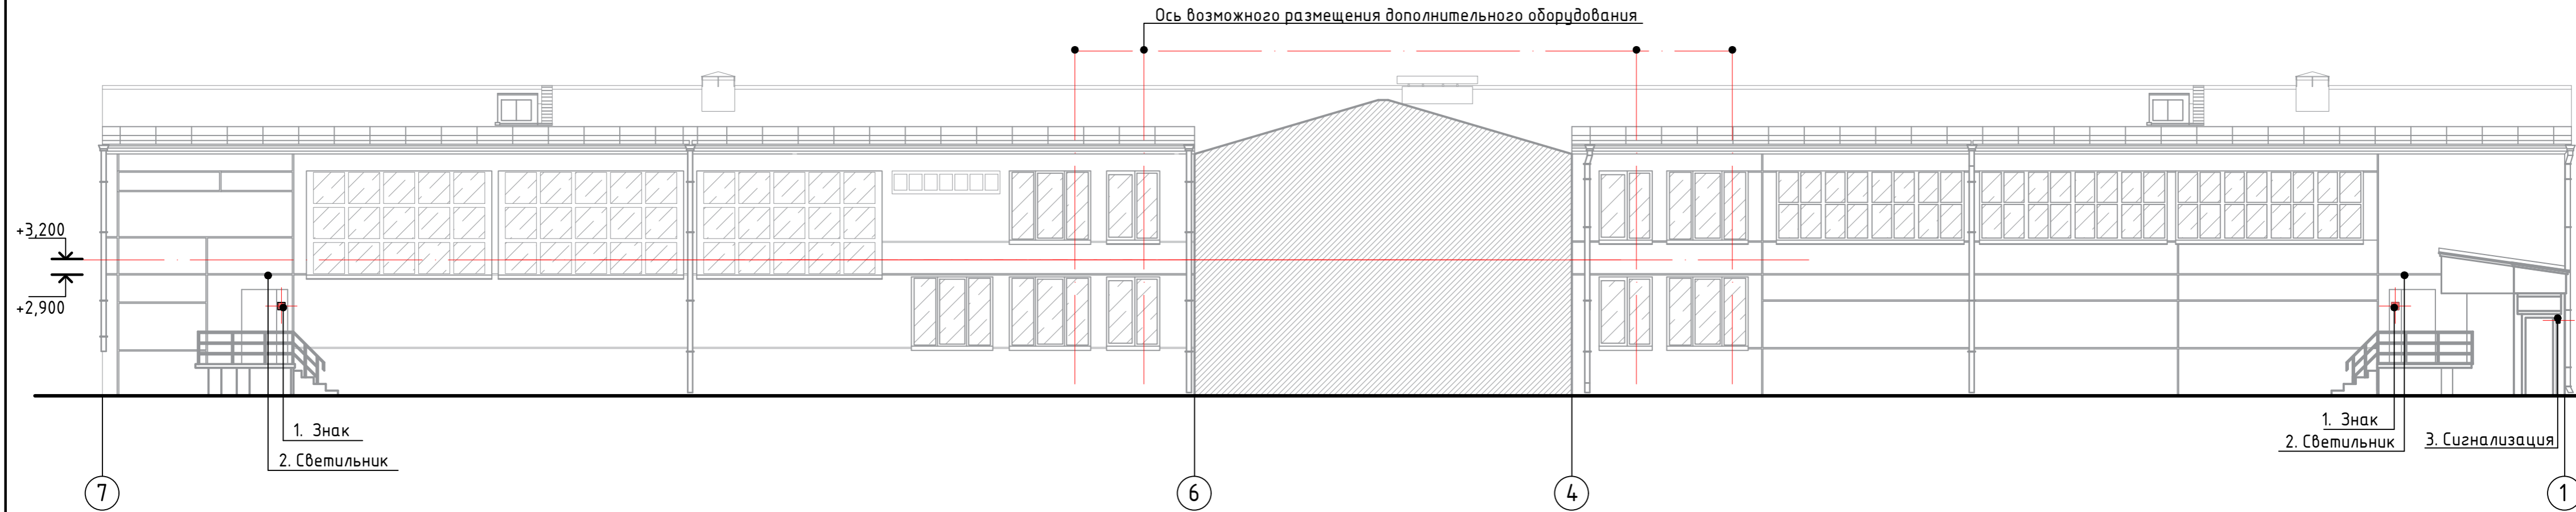 Ось возможного размещения дополнительного оборудования
+3,200
+2,900
1. Знак
2. Светильник
1. Знак
2. Светильник
3. Сигнализация
7
6
4
1